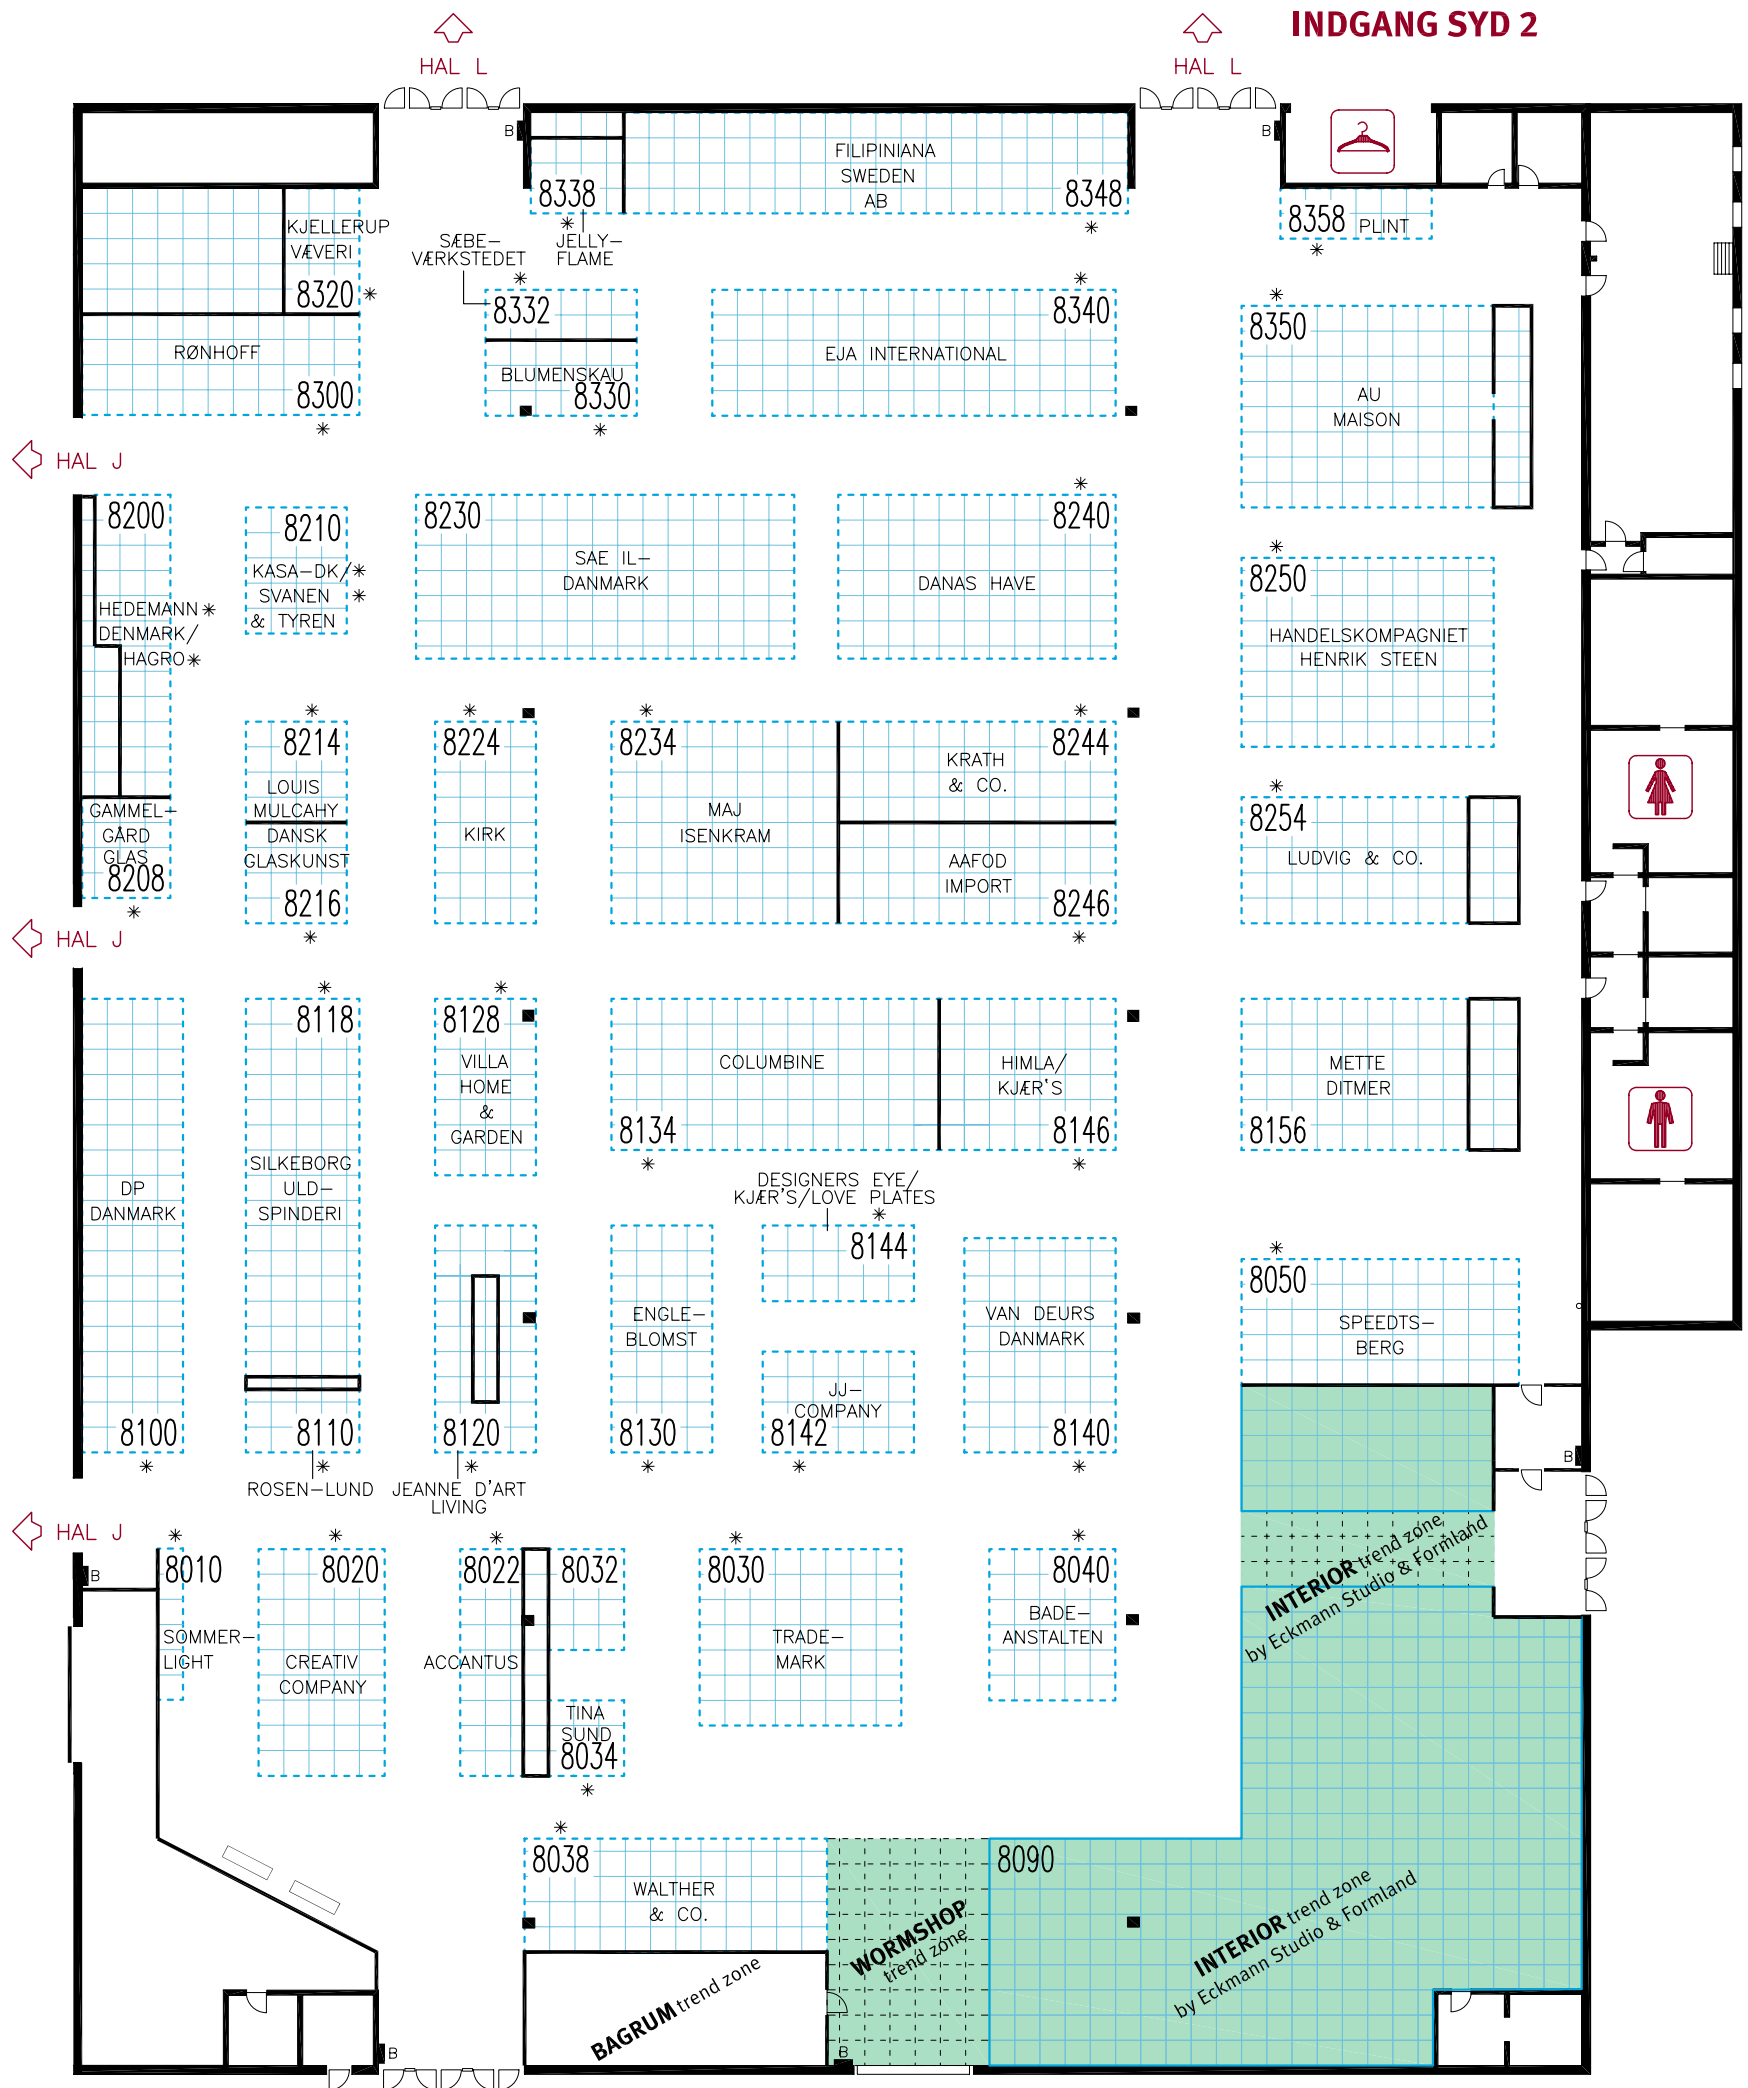 INDGANG SYD 2
HAL L
HAL L
B
B
FILIPINIANA
SWEDEN
AB
8338
8348
8358 PLINT
KJELLERUP
VÆVERI
8320
SÆBE-
VÆRKSTEDET
JELLY-
FLAME
8332
8340
8350
RØNHOFF
8300
BLUMENSKAU
8330
EJA INTERNATIONAL
AU
MAISON
HAL J
8200
8210
KASA-DK/
SVANEN
& TYREN
8230
SAE IL-
DANMARK
8240
DANAS HAVE
8250
HANDELSKOMPAGNIET
HENRIK STEEN
HEDEMANN
DENMARK/
HAGRO
8214
LOUIS
MULCAHY
8224
KIRK
8234
MAJ
ISENKRAM
8244
KRATH
& CO.
8254
LUDVIG & CO.
GAMMEL-
GÅRD
GLAS
8208
DANSK
GLASKUNST
8216
AAFOD
IMPORT
8246
HAL J
8118
8128
VILLA
HOME
&
GARDEN
COLUMBINE
8134
HIMLA/
KJÆR'S
8146
METTE
DITMER
8156
DP
DANMARK
SILKEBORG
ULD-
SPINDERI
DESIGNERS EYE/
KJÆR'S/LOVE PLATES
8144
8050
SPEEDTS-
BERG
ENGLE-
BLOMST
VAN DEURS
DANMARK
JJ-
COMPANY
8100
8110
8120
8130
8142
8140
B
ROSEN-LUND
JEANNE D'ART
LIVING
HAL J
B
8010
8020
8022
8032
8030
8040
INTERIOR trend zone
by Eckmann Studio & Formland
SOMMER-
LIGHT
CREATIV
COMPANY
ACCANTUS
TRADE-
MARK
BADE-
ANSTALTEN
TINA
SUND
8034
8038
WALTHER
& CO.
8090
WORMSHOP
trend zone
INTERIOR trend zone
by Eckmann Studio & Formland
BAGRUM trend zone
B
B